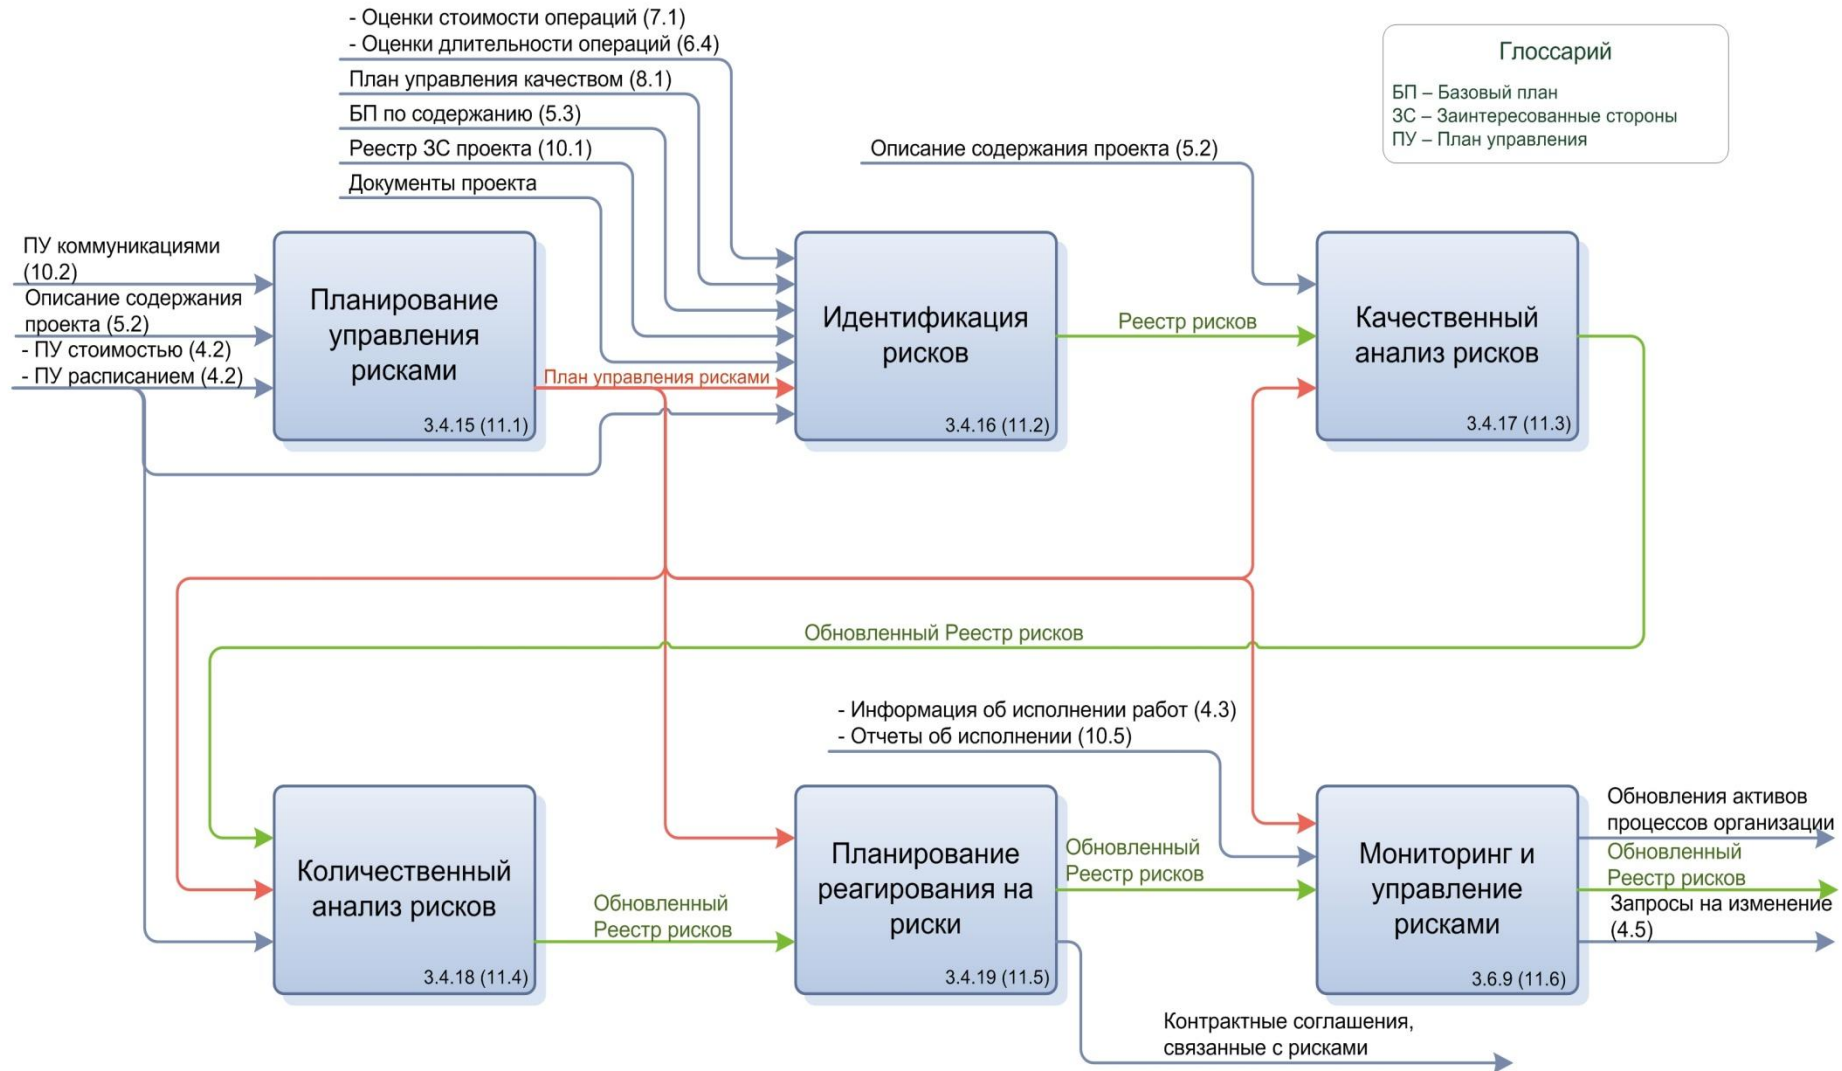 - Оценки стоимости операций (7.1)
- Оценки длительности операций (6.4)
План управления качеством (8.1)
БП по содержанию (5.3)
Реестр ЗС проекта (10.1)
Документы проекта
Описание содержания проекта (5.2)
Глоссарий
БП – Базовый план
ЗС – Заинтересованные стороны
ПУ – План управления
ПУ коммуникациями
(10.2)
Описание содержания
проекта (5.2)
- ПУ стоимостью (4.2)
- ПУ расписанием (4.2)
Планирование
управления
рисками
3.4.15 (11.1)
План управления рисками
Идентификация
рисков
3.4.16 (11.2)
Реестр рисков
Качественный
анализ рисков
3.4.17 (11.3)
Обновленный Реестр рисков
- Информация об исполнении работ (4.3)
- Отчеты об исполнении (10.5)
Количественный
анализ рисков
3.4.18 (11.4)
Обновленный
Реестр рисков
Планирование
реагирования на
риски
3.4.19 (11.5)
Обновленный
Реестр рисков
Мониторинг и
управление
рисками
3.6.9 (11.6)
Обновления активов
процессов организации
Обновленный
Реестр рисков
Запросы на изменение
(4.5)
Контрактные соглашения,
связанные с рисками